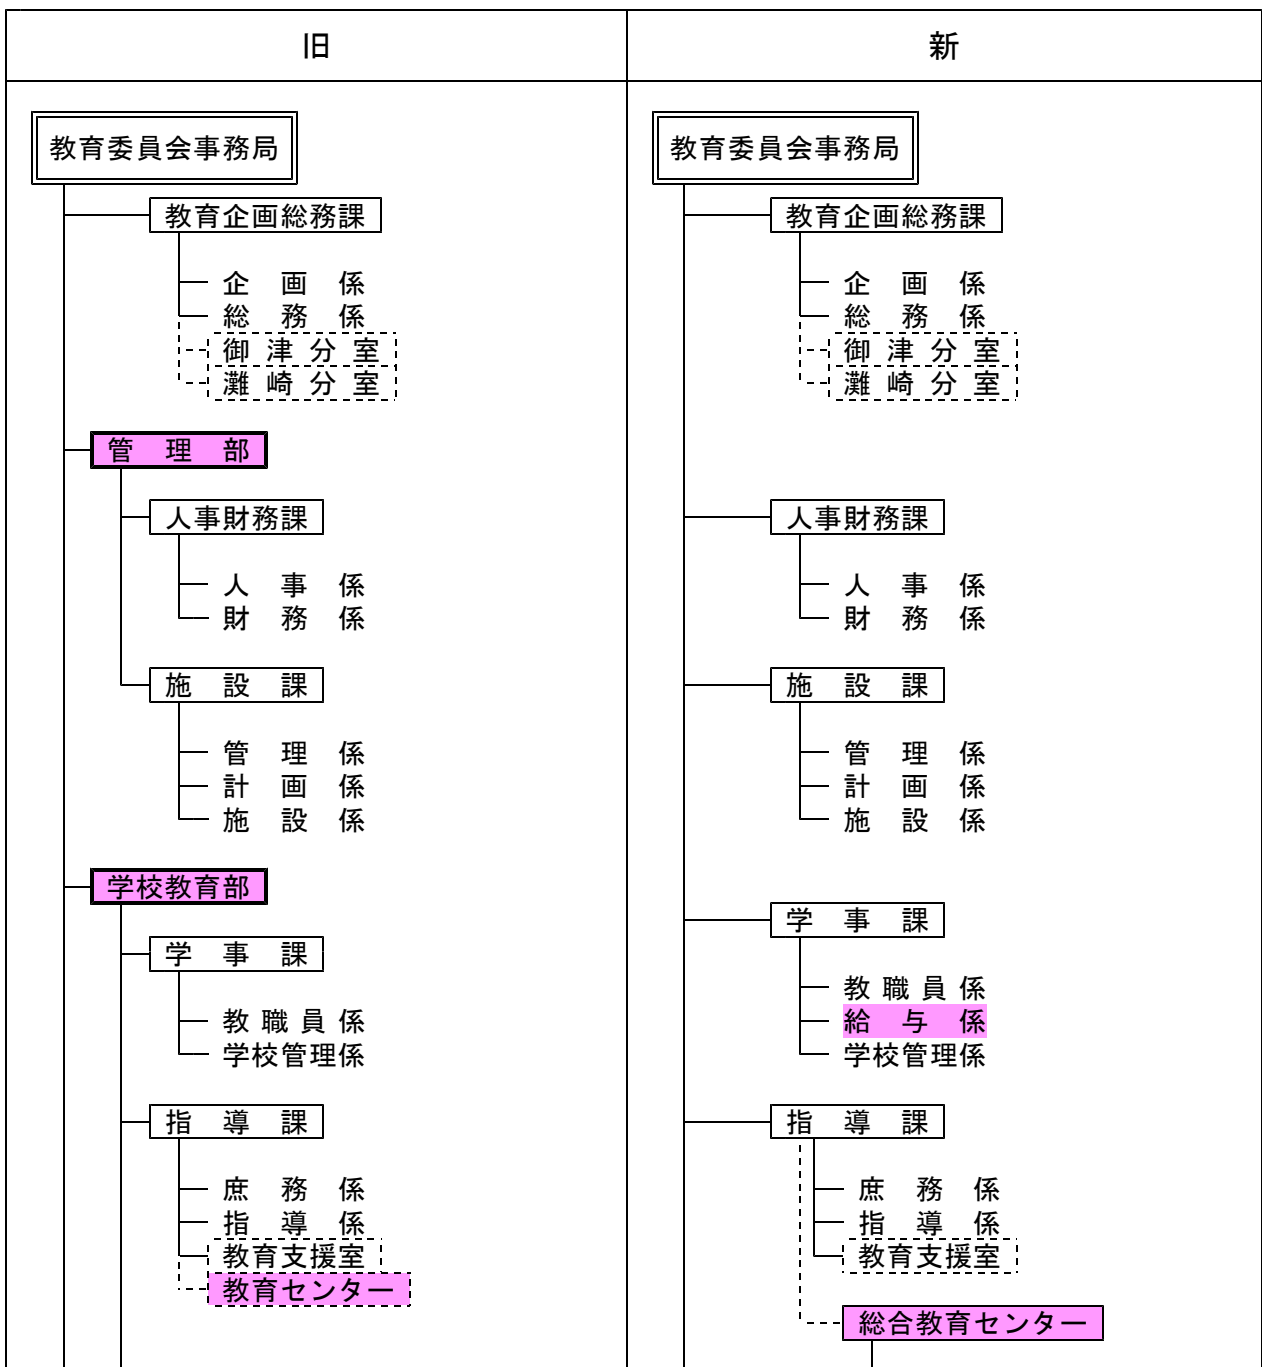 旧
教育委員会事務局
教育企画総務課
企画係
総務係
御津分室
灘崎分室
管理部
人事財務課
人事係
財務係
施設課
管理係
計画係
施設係
学校教育部
学事課
教職員係
学校管理係
指導課
庶務係
指導係
教育支援室
教育センター
新
教育委員会事務局
教育企画総務課
企画係
総務係
御津分室
灘崎分室
人事財務課
人事係
財務係
施設課
管理係
計画係
施設係
学事課
教職員係
給与係
学校管理係
指導課
庶務係
指導係
教育支援室
総合教育センター